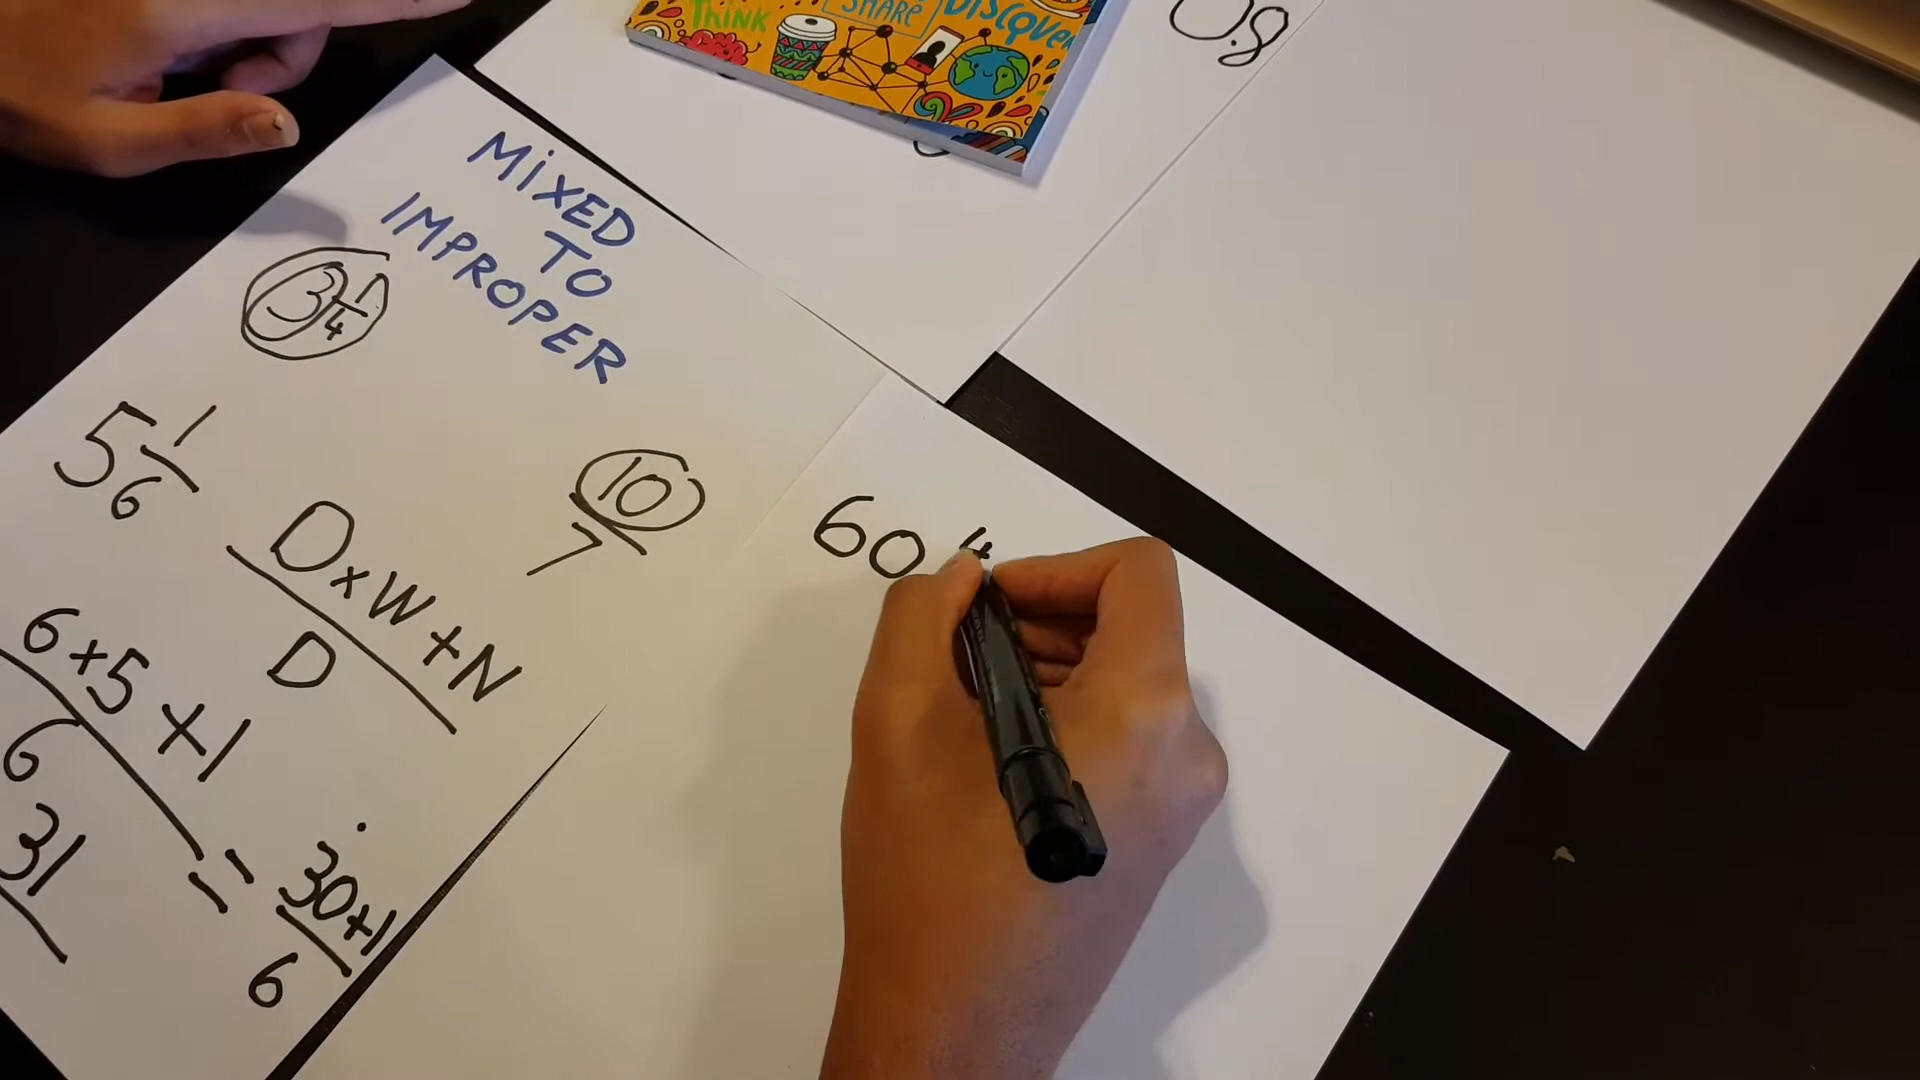 THINK
SHARE
DISCOVER
0.8
MIXED
TO
IMPROPER
3 1/4
5 1/6
10/7
D×W+N
D
6×5+1
6
=
30+1
6
31
60 4